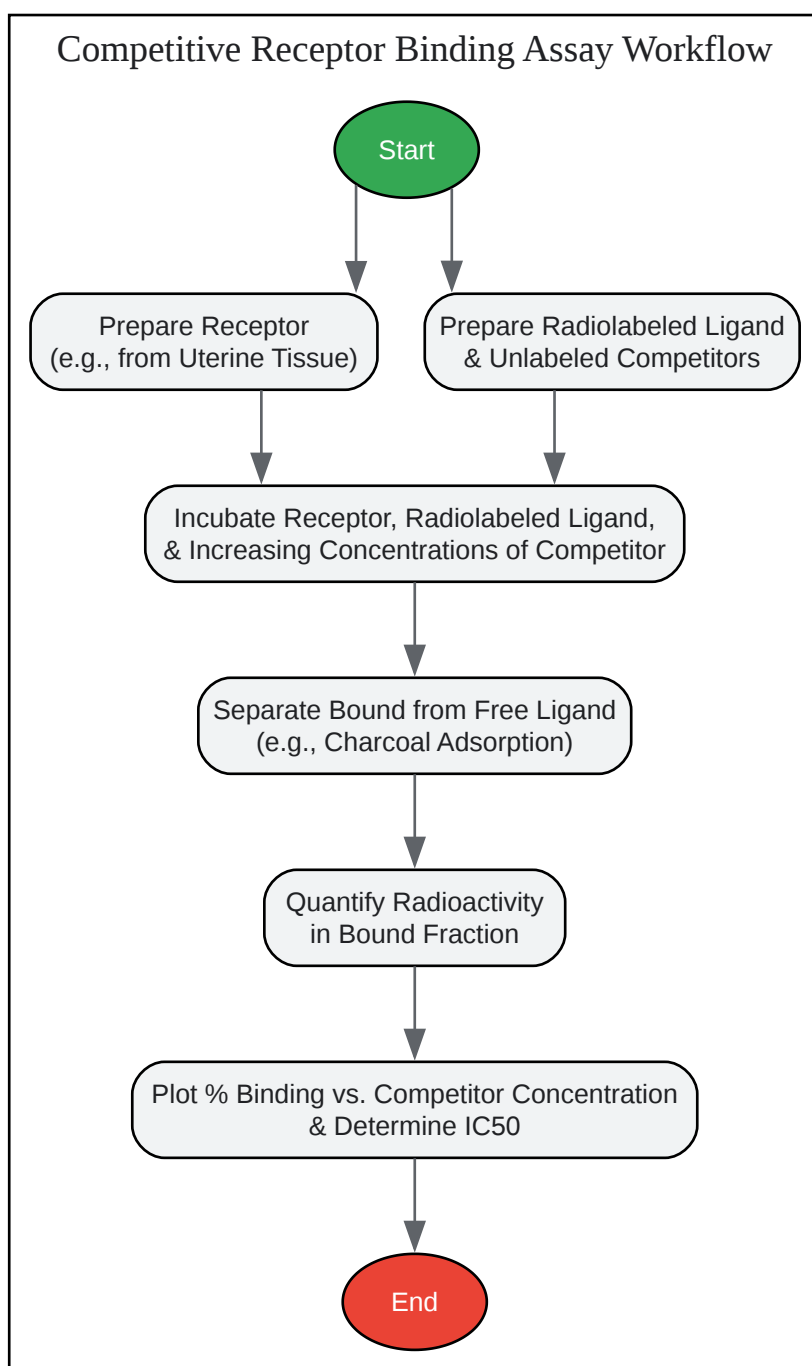 Competitive Receptor Binding Assay Workflow
Start
Prepare Receptor
(e.g., from Uterine Tissue)
Prepare Radiolabeled Ligand
& Unlabeled Competitors
Incubate Receptor, Radiolabeled Ligand,
& Increasing Concentrations of Competitor
Separate Bound from Free Ligand
(e.g., Charcoal Adsorption)
Quantify Radioactivity
in Bound Fraction
Plot % Binding vs. Competitor Concentration
& Determine IC50
End